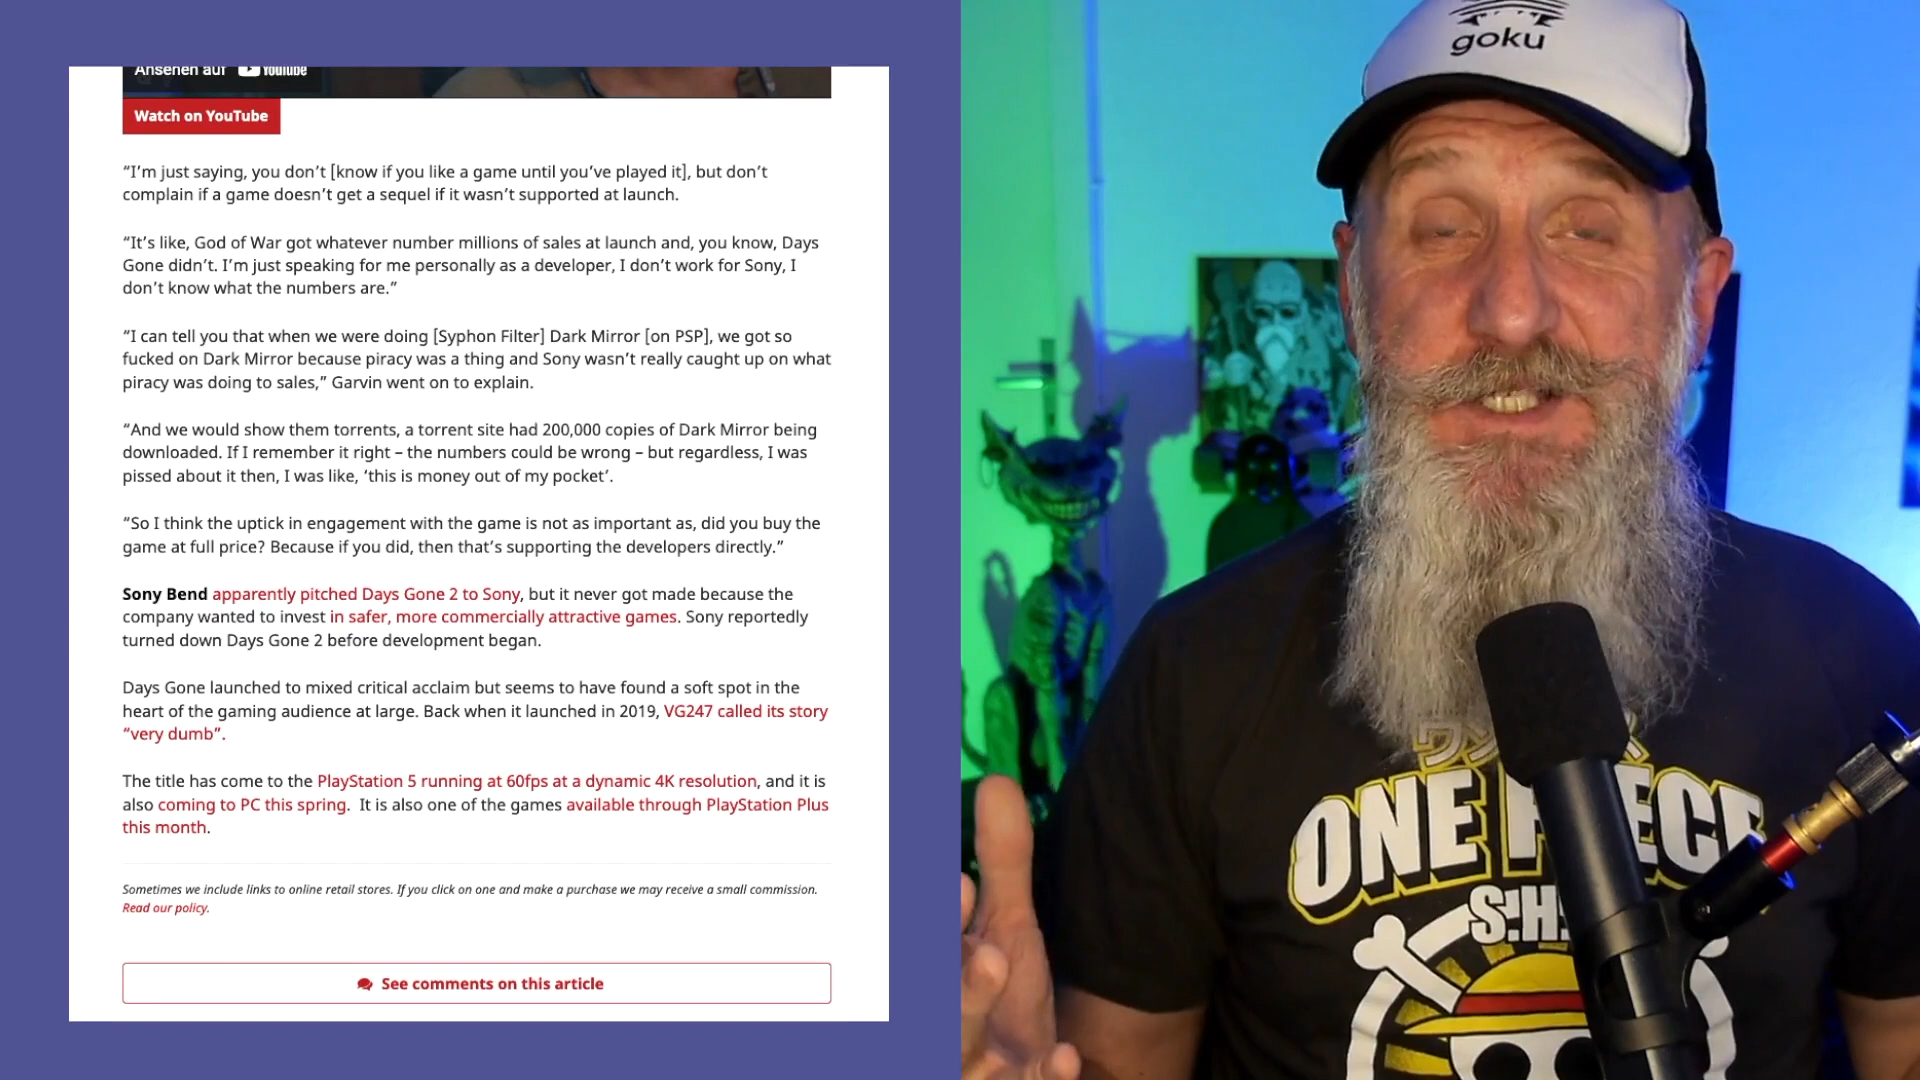 Ansehen auf YouTube
Watch on YouTube
“I’m just saying, you don’t [know if you like a game until you’ve played it], but don’t
complain if a game doesn’t get a sequel if it wasn’t supported at launch.
“It’s like, God of War got whatever number millions of sales at launch and, you know, Days
Gone didn’t. I’m just speaking for me personally as a developer, I don’t work for Sony, I
don’t know what the numbers are.”
“I can tell you that when we were doing [Syphon Filter] Dark Mirror [on PSP], we got so
fucked on Dark Mirror because piracy was a thing and Sony wasn’t really caught up on what
piracy was doing to sales,” Garvin went on to explain.
“And we would show them torrents, a torrent site had 200,000 copies of Dark Mirror being
downloaded. If I remember it right – the numbers could be wrong – but regardless, I was
pissed about it then, I was like, ‘this is money out of my pocket’.
“So I think the uptick in engagement with the game is not as important as, did you buy the
game at full price? Because if you did, then that’s supporting the developers directly.”
Sony Bend apparently pitched Days Gone 2 to Sony, but it never got made because the
company wanted to invest in safer, more commercially attractive games. Sony reportedly
turned down Days Gone 2 before development began.
Days Gone launched to mixed critical acclaim but seems to have found a soft spot in the
heart of the gaming audience at large. Back when it launched in 2019, VG247 called its story
“very dumb”.
The title has come to the PlayStation 5 running at 60fps at a dynamic 4K resolution, and it is
also coming to PC this spring. It is also one of the games available through PlayStation Plus
this month.
Sometimes we include links to online retail stores. If you click on one and make a purchase we may receive a small commission.
Read our policy.
See comments on this article
goku
ONE
S.H.